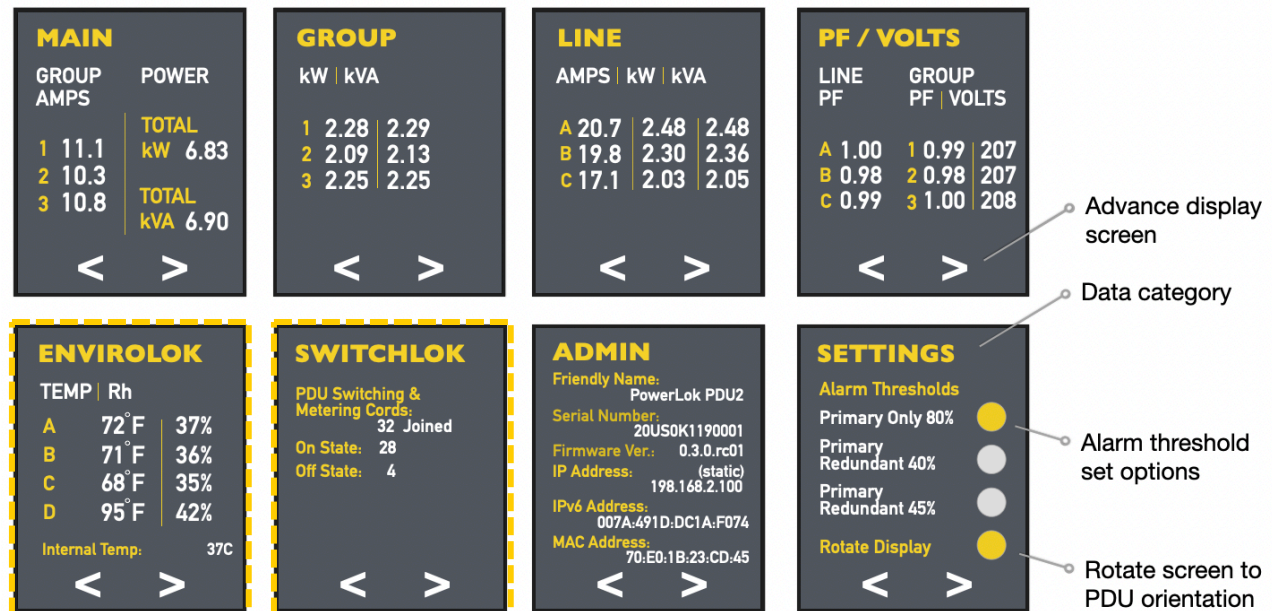 MAIN
GROUP AMPS
POWER
1 11.1
2 10.3
3 10.8
TOTAL
kW 6.83
TOTAL
kVA 6.90
< >
GROUP
kW | kVA
1 2.28 2.29
2 2.09 2.13
3 2.25 2.25
< >
LINE
AMPS | kW | kVA
A 20.7 2.48 2.48
B 19.8 2.30 2.36
C 17.1 2.03 2.05
< >
PF / VOLTS
LINE
PF
GROUP
PF | VOLTS
A 1.00 1 0.99 207
B 0.98 2 0.98 207
C 0.99 3 1.00 208
< >
Advance display
screen
Data category
ENVIROLOK
TEMP | Rh
A 72°F 37%
B 71°F 36%
C 68°F 35%
D 95°F 42%
Internal Temp: 37C
< >
SWITCHLOK
PDU Switching &
Metering Cords:
32 Joined
On State: 28
Off State: 4
< >
ADMIN
Friendly Name:
PowerLok PDU2
Serial Number:
20US0K1190001
Firmware Ver.: 0.3.0.rc01
IP Address: (static)
198.168.2.100
IPv6 Address:
007A:491D:DC1A:F074
MAC Address:
70:E0:1B:23:CD:45
< >
SETTINGS
Alarm Thresholds
Primary Only 80%
Primary
Redundant 40%
Primary
Redundant 45%
Rotate Display
< >
Alarm threshold
set options
Rotate screen to
PDU orientation